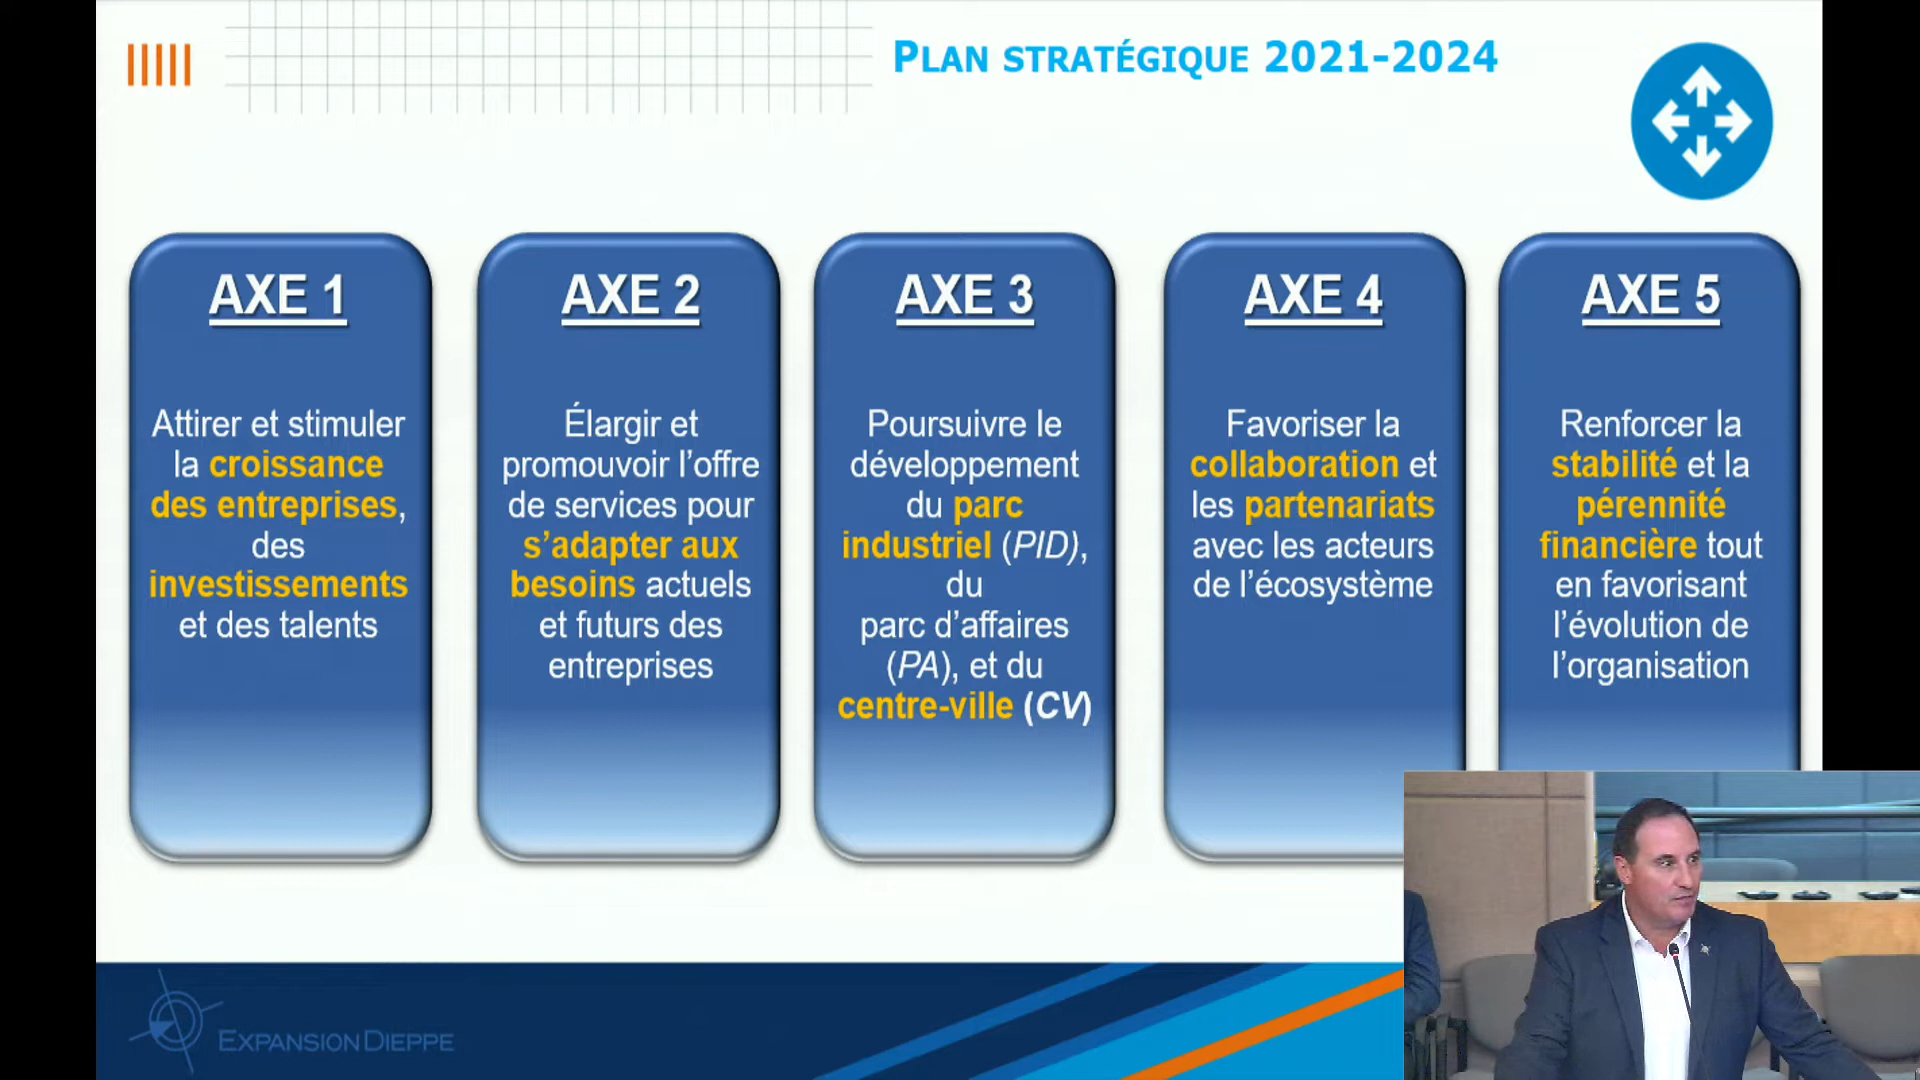 PLAN STRATÉGIQUE 2021-2024
AXE 1
Attirer et stimuler
la croissance
des entreprises,
des
investissements
et des talents
AXE 2
Élargir et
promouvoir l’offre
de services pour
s’adapter aux
besoins actuels
et futurs des
entreprises
AXE 3
Poursuivre le
développement
du parc
industriel (PID),
du
parc d’affaires
(PA), et du
centre-ville (CV)
AXE 4
Favoriser la
collaboration et
les partenariats
avec les acteurs
de l’écosystème
AXE 5
Renforcer la
stabilité et la
pérennité
financière tout
en favorisant
l’évolution de
l’organisation
EXPANSION DIEPPE